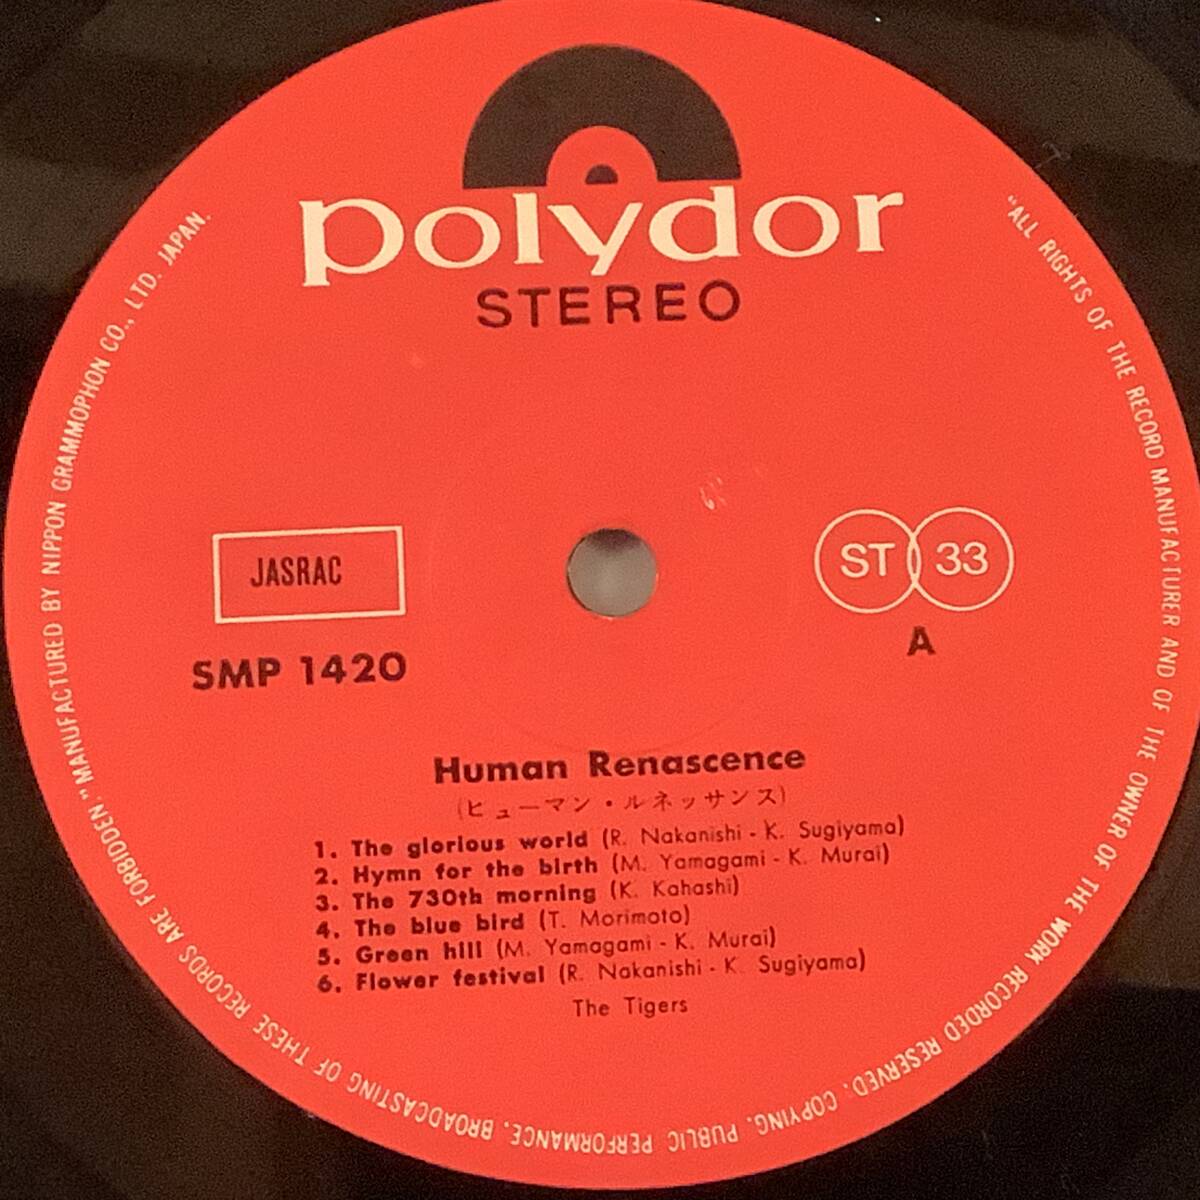 polydor
STEREO
JASRAC
SMP 1420
ST 33
A
Human Renascence
(ヒューマン・ルネッサンス)
1. The glorious world (R. Nakanishi - K. Sugiyama)
2. Hymn for the birth (M. Yamagami - K. Murai)
3. The 730th morning (K. Kahashi)
4. The blue bird (T. Morimoto)
5. Green hill (M. Yamagami - K. Murai)
6. Flower festival (R. Nakanishi - K. Sugiyama)
The Tigers
"ALL RIGHTS OF THE RECORD MANUFACTURER AND OF THE OWNER OF THE WORK RECORDED RESERVED. COPYING, PUBLIC PERFORMANCE, BROADCASTING OF THESE RECORDS ARE FORBIDDEN." MANUFACTURED BY NIPPON GRAMMOPHON CO., LTD. JAPAN.